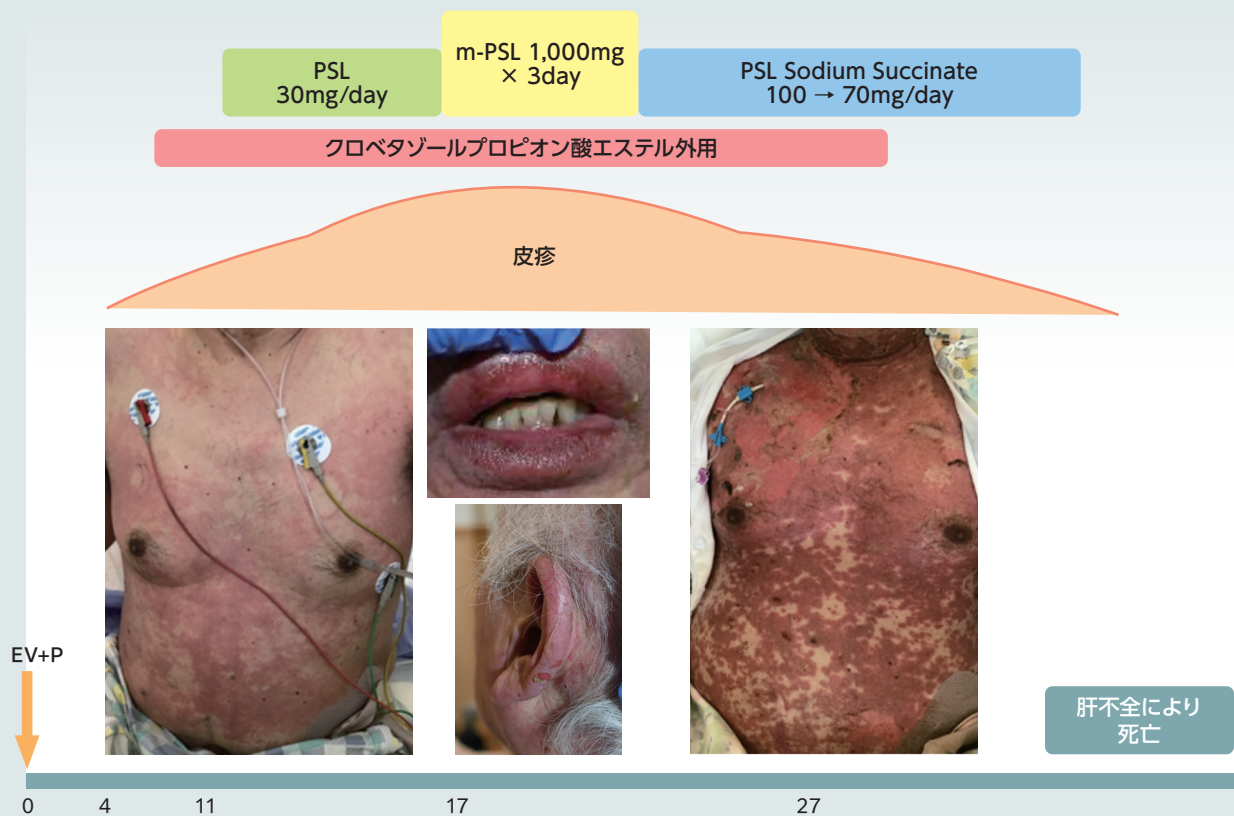 PSL
30mg/day
m-PSL 1,000mg
× 3day
PSL Sodium Succinate
100 → 70mg/day
クロベタゾールプロピオン酸エステル外用
皮疹
EV+P
肝不全により
死亡
0 4 11 17 27